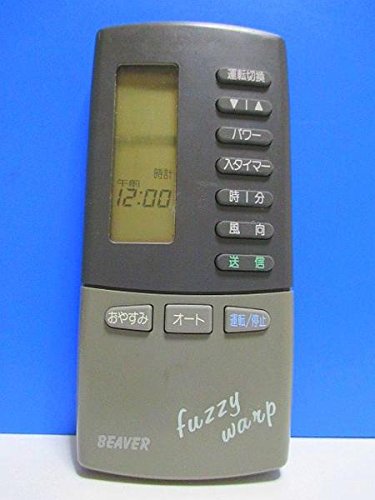 時計
午前
12:00
運転切換
▼|▲
パワー
入タイマー
時|分
風向
送信
おやすみ
オート
運転/停止
fuzzy
warp
BEAVER